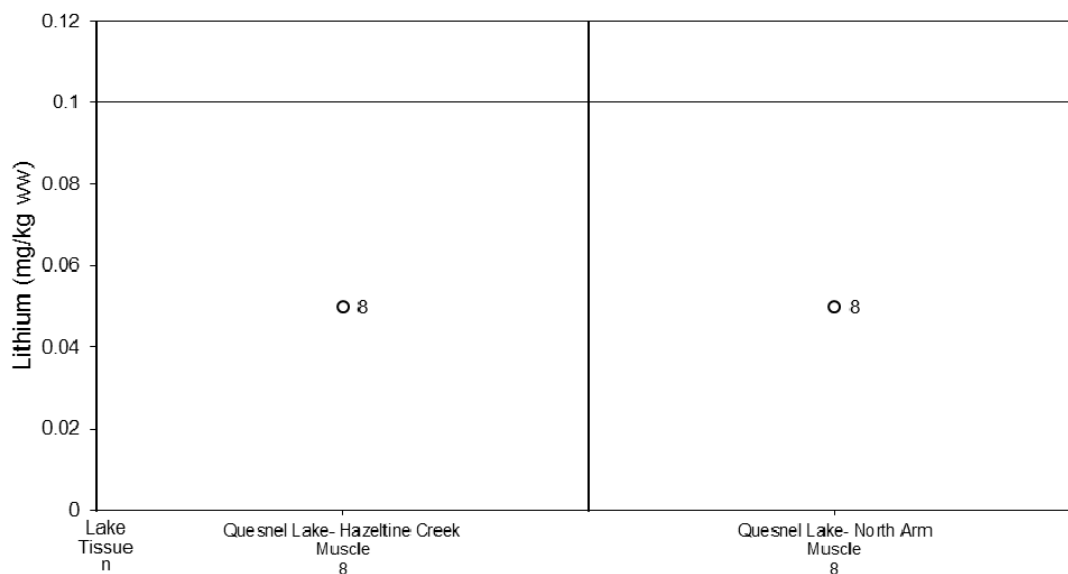 Lithium (mg/kg ww)
0.12
0.1
0.08
0.06
0.04
0.02
0
8
8
Lake
Tissue
n
Quesnel Lake- Hazeltine Creek
Muscle
8
Quesnel Lake- North Arm
Muscle
8